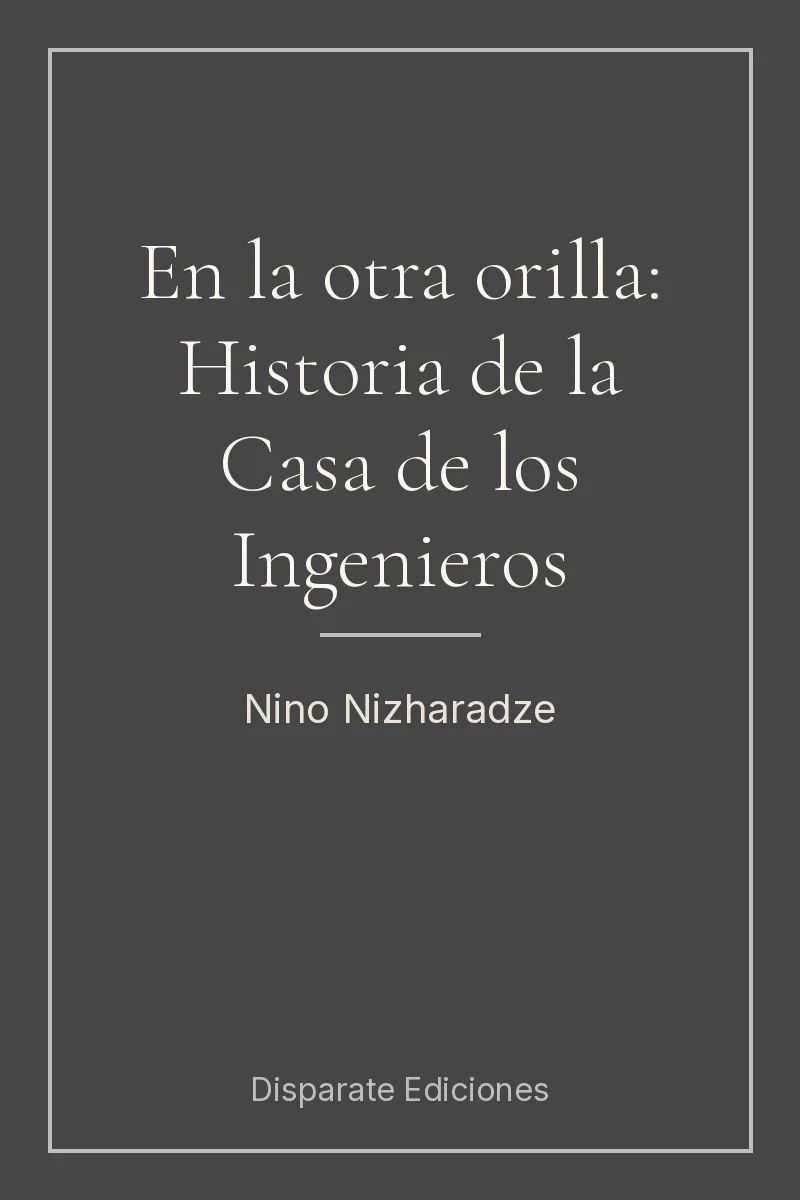 En la otra orilla:
Historia de la
Casa de los
Ingenieros
Nino Nizharadze
Disparate Ediciones